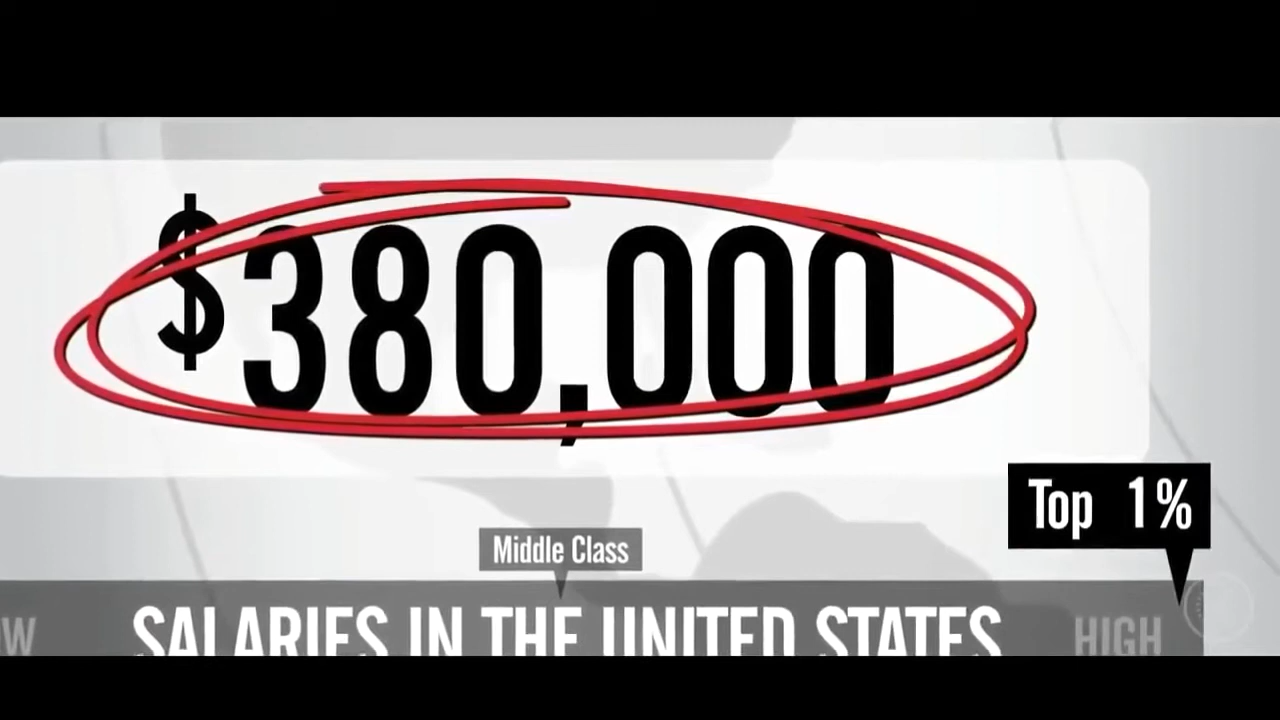 $380,000
Top 1%
Middle Class
SALARIES IN THE UNITED STATES
HIGH